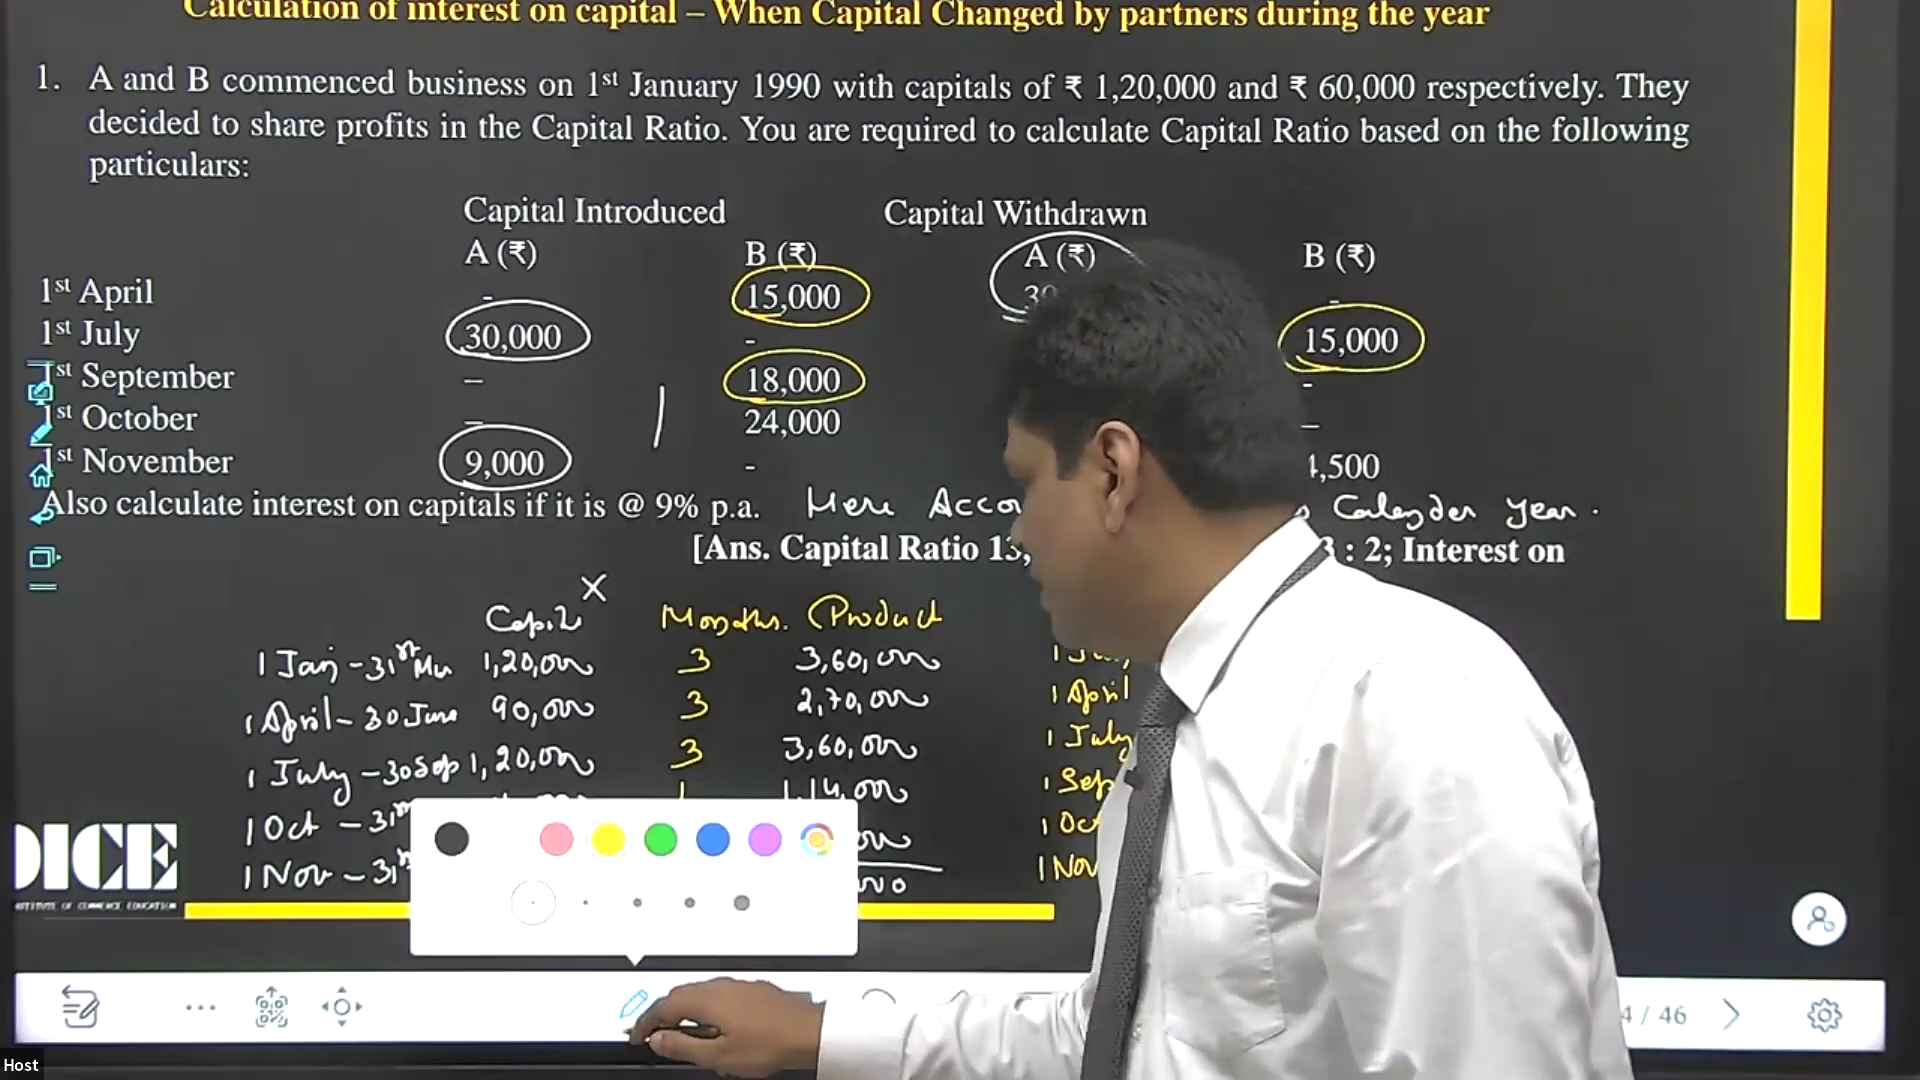 Calculation of interest on capital – When Capital Changed by partners during the year
1. A and B commenced business on 1st January 1990 with capitals of ₹ 1,20,000 and ₹ 60,000 respectively. They
decided to share profits in the Capital Ratio. You are required to calculate Capital Ratio based on the following
particulars:
Capital Introduced Capital Withdrawn
A (₹) B (₹) A (₹) B (₹)
1st April - 15,000 -
1st July 30,000 - 15,000
1st September – 18,000 -
1st October – 24,000 –
1st November 9,000 - 4,500
Also calculate interest on capitals if it is @ 9% p.a. Here Calender year.
[Ans. Capital Ratio : 2; Interest on
X
Months. Product
1 Jan - 31st Mar 1,20,000 3 3,60,000
1 April - 30 June 90,000 3 2,70,000 1 April
1 July - 30 Sep 1,20,000 3 3,60,000 1 July
1,14,000 1 Sep
1 Oct - 31st
1 Nov - 31st 1 Nov
DICE
INSTITUTE OF COMMERCE EDUCATION
/ 46
Host